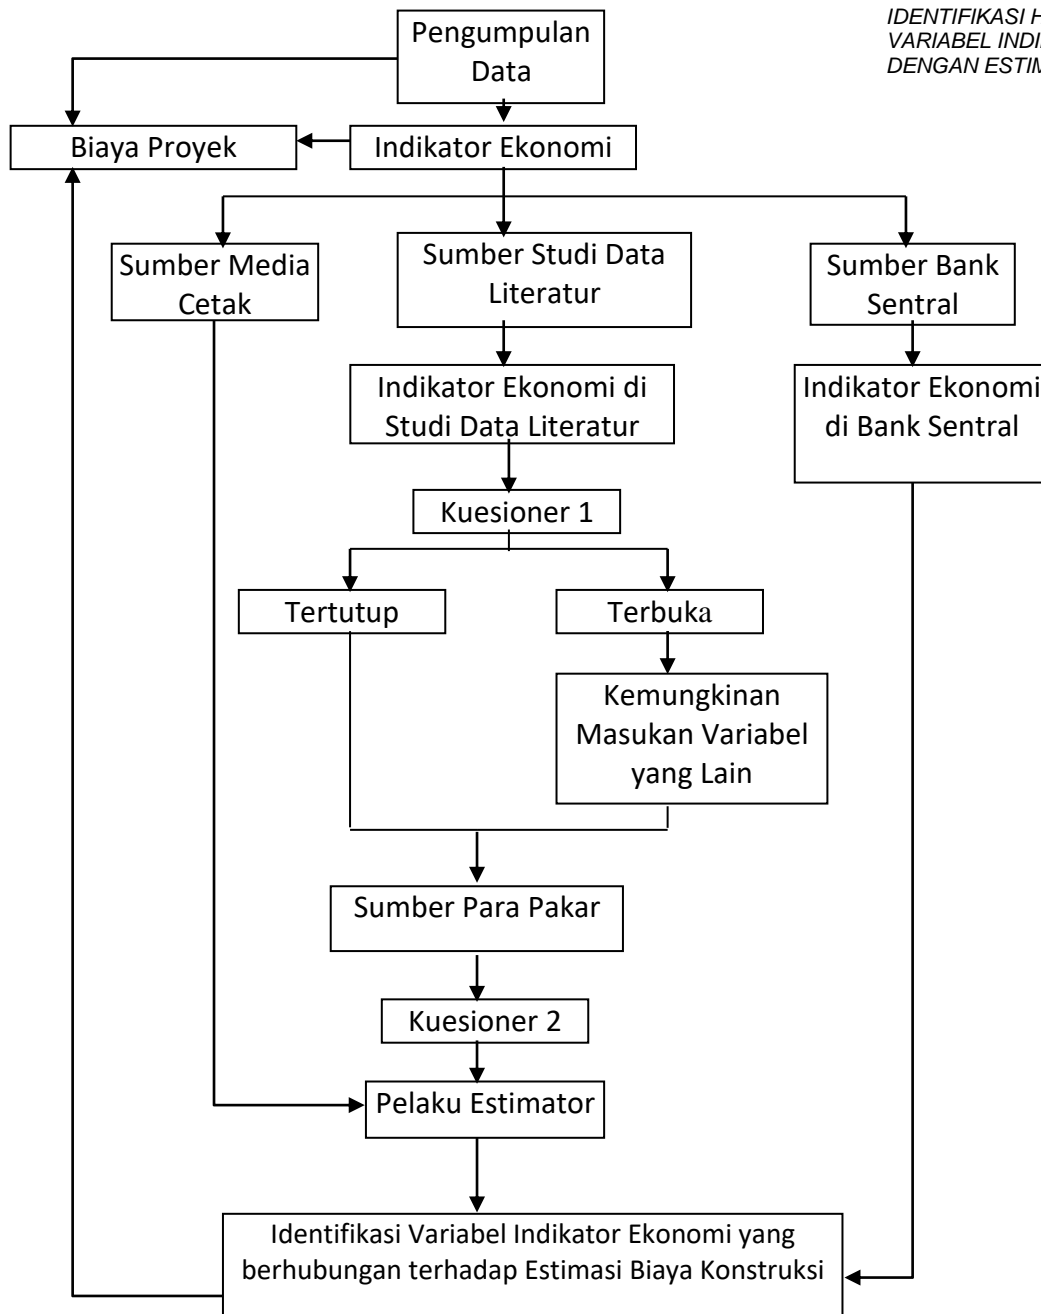 IDENTIFIKASI
VARIABEL
DENGAN
Pengumpulan
Data
Biaya Proyek
Indikator Ekonomi
Sumber Media
Cetak
Sumber Studi Data
Literatur
Sumber Bank
Sentral
Indikator Ekonomi di
Studi Data Literatur
Indikator Ekonomi
di Bank Sentral
Kuesioner 1
Tertutup
Terbuka
Kemungkinan
Masukan Variabel
yang Lain
Sumber Para Pakar
Kuesioner 2
Pelaku Estimator
Identifikasi Variabel Indikator Ekonomi yang
berhubungan terhadap Estimasi Biaya Konstruksi